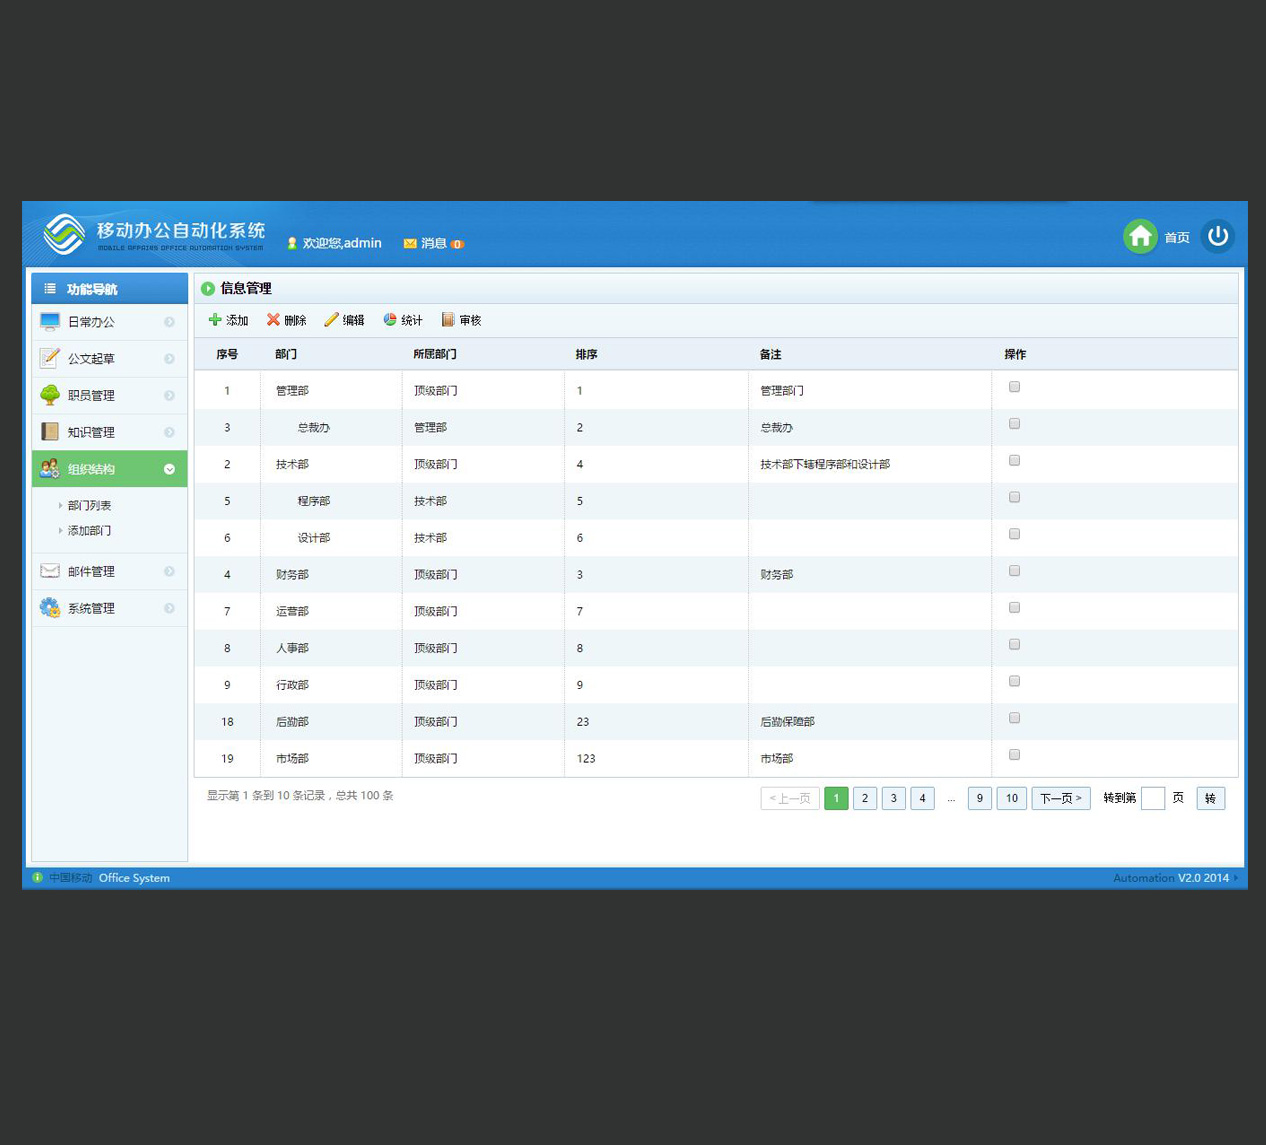 移动办公自动化系统
MOBILE AFFAIRS OFFICE AUTOMATION SYSTEM
欢迎您,admin 消息 0
首页
功能导航
日常办公
公文起草
职员管理
知识管理
组织结构
部门列表
添加部门
邮件管理
系统管理
信息管理
添加 删除 编辑 统计 审核
序号 部门 所属部门 排序 备注 操作
1 管理部 顶级部门 1 管理部门
3 总裁办 管理部 2 总裁办
2 技术部 顶级部门 4 技术部下辖程序部和设计部
5 程序部 技术部 5
6 设计部 技术部 6
4 财务部 顶级部门 3 财务部
7 运营部 顶级部门 7
8 人事部 顶级部门 8
9 行政部 顶级部门 9
18 后勤部 顶级部门 23 后勤保障部
19 市场部 顶级部门 123 市场部
显示第 1 条到 10 条记录，总共 100 条
< 上一页 1 2 3 4 ... 9 10 下一页 > 转到第 页 转
中国移动 Office System
Automation V2.0 2014